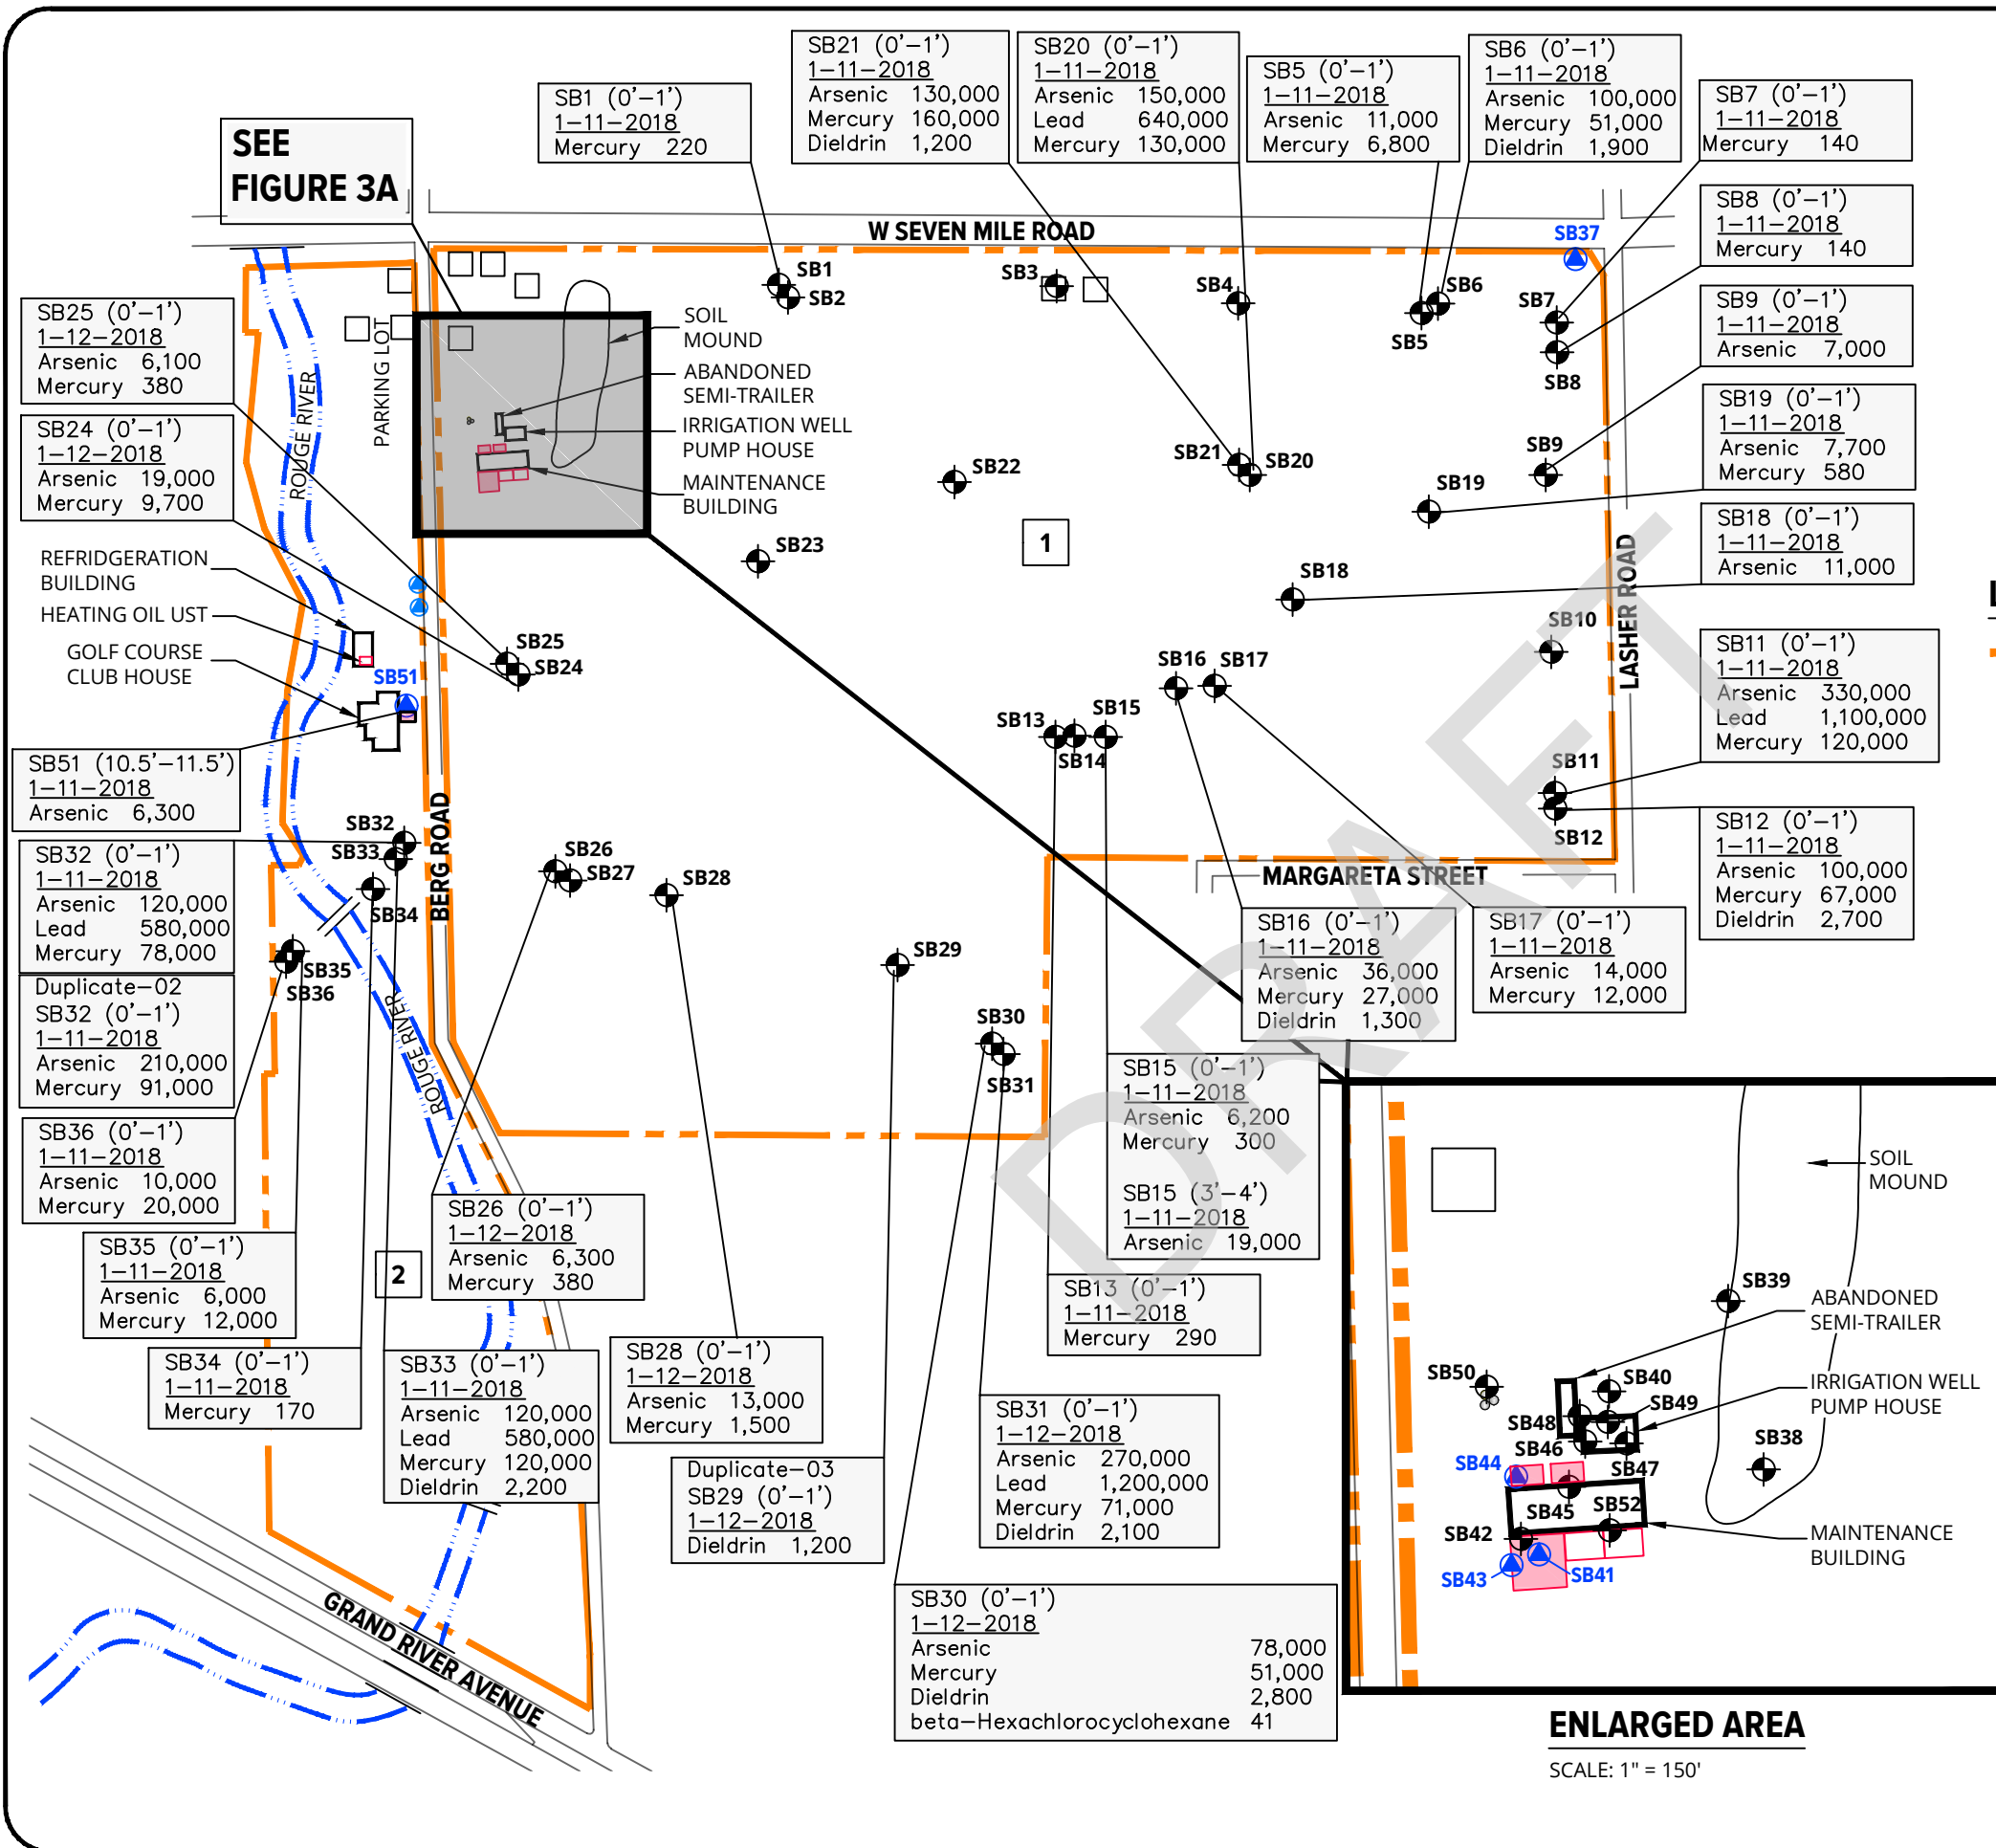 SEE
FIGURE 3A
SB1 (0'-1')
1-11-2018
Mercury 220
SB21 (0'-1')
1-11-2018
Arsenic 130,000
Mercury 160,000
Dieldrin 1,200
SB20 (0'-1')
1-11-2018
Arsenic 150,000
Lead 640,000
Mercury 130,000
SB5 (0'-1')
1-11-2018
Arsenic 11,000
Mercury 6,800
SB6 (0'-1')
1-11-2018
Arsenic 100,000
Mercury 51,000
Dieldrin 1,900
SB7 (0'-1')
1-11-2018
Mercury 140
SB8 (0'-1')
1-11-2018
Mercury 140
SB9 (0'-1')
1-11-2018
Arsenic 7,000
SB19 (0'-1')
1-11-2018
Arsenic 7,700
Mercury 580
SB18 (0'-1')
1-11-2018
Arsenic 11,000
SB11 (0'-1')
1-11-2018
Arsenic 330,000
Lead 1,100,000
Mercury 120,000
SB12 (0'-1')
1-11-2018
Arsenic 100,000
Mercury 67,000
Dieldrin 2,700
W SEVEN MILE ROAD
SB37
SB1
SB2
SB3
SB4
SB6
SB5
SB7
SB8
SB9
SB19
SB21
SB20
SB22
SB23
1
SB18
SB10
LASHER ROAD
SB16
SB17
SB13
SB14
SB15
SB11
SB12
MARGARETA STREET
SOIL
MOUND
ABANDONED
SEMI-TRAILER
IRRIGATION WELL
PUMP HOUSE
MAINTENANCE
BUILDING
PARKING LOT
ROUGE RIVER
SB25 (0'-1')
1-12-2018
Arsenic 6,100
Mercury 380
SB24 (0'-1')
1-12-2018
Arsenic 19,000
Mercury 9,700
REFRIDGERATION
BUILDING
HEATING OIL UST
GOLF COURSE
CLUB HOUSE
SB51
SB25
SB24
SB51 (10.5'-11.5')
1-11-2018
Arsenic 6,300
SB32
SB33
SB34
SB35
SB36
BERG ROAD
ROUGE RIVER
SB26
SB27
SB28
SB29
SB30
SB31
SB32 (0'-1')
1-11-2018
Arsenic 120,000
Lead 580,000
Mercury 78,000
Duplicate-02
SB32 (0'-1')
1-11-2018
Arsenic 210,000
Mercury 91,000
SB36 (0'-1')
1-11-2018
Arsenic 10,000
Mercury 20,000
SB35 (0'-1')
1-11-2018
Arsenic 6,000
Mercury 12,000
SB34 (0'-1')
1-11-2018
Mercury 170
2
SB26 (0'-1')
1-12-2018
Arsenic 6,300
Mercury 380
SB33 (0'-1')
1-11-2018
Arsenic 120,000
Lead 580,000
Mercury 120,000
Dieldrin 2,200
SB28 (0'-1')
1-12-2018
Arsenic 13,000
Mercury 1,500
Duplicate-03
SB29 (0'-1')
1-12-2018
Dieldrin 1,200
SB16 (0'-1')
1-11-2018
Arsenic 36,000
Mercury 27,000
Dieldrin 1,300
SB17 (0'-1')
1-11-2018
Arsenic 14,000
Mercury 12,000
SB15 (0'-1')
1-11-2018
Arsenic 6,200
Mercury 300
SB15 (3'-4')
1-11-2018
Arsenic 19,000
SB13 (0'-1')
1-11-2018
Mercury 290
SB31 (0'-1')
1-12-2018
Arsenic 270,000
Lead 1,200,000
Mercury 71,000
Dieldrin 2,100
SB30 (0'-1')
1-12-2018
Arsenic 78,000
Mercury 51,000
Dieldrin 2,800
beta-Hexachlorocyclohexane 41
GRAND RIVER AVENUE
DRAFT
SOIL
MOUND
SB39
ABANDONED
SEMI-TRAILER
SB50
SB40
SB49
IRRIGATION WELL
PUMP HOUSE
SB48
SB46
SB38
SB44
SB47
SB45
SB52
SB42
MAINTENANCE
BUILDING
SB43
SB41
ENLARGED AREA
SCALE: 1" = 150'